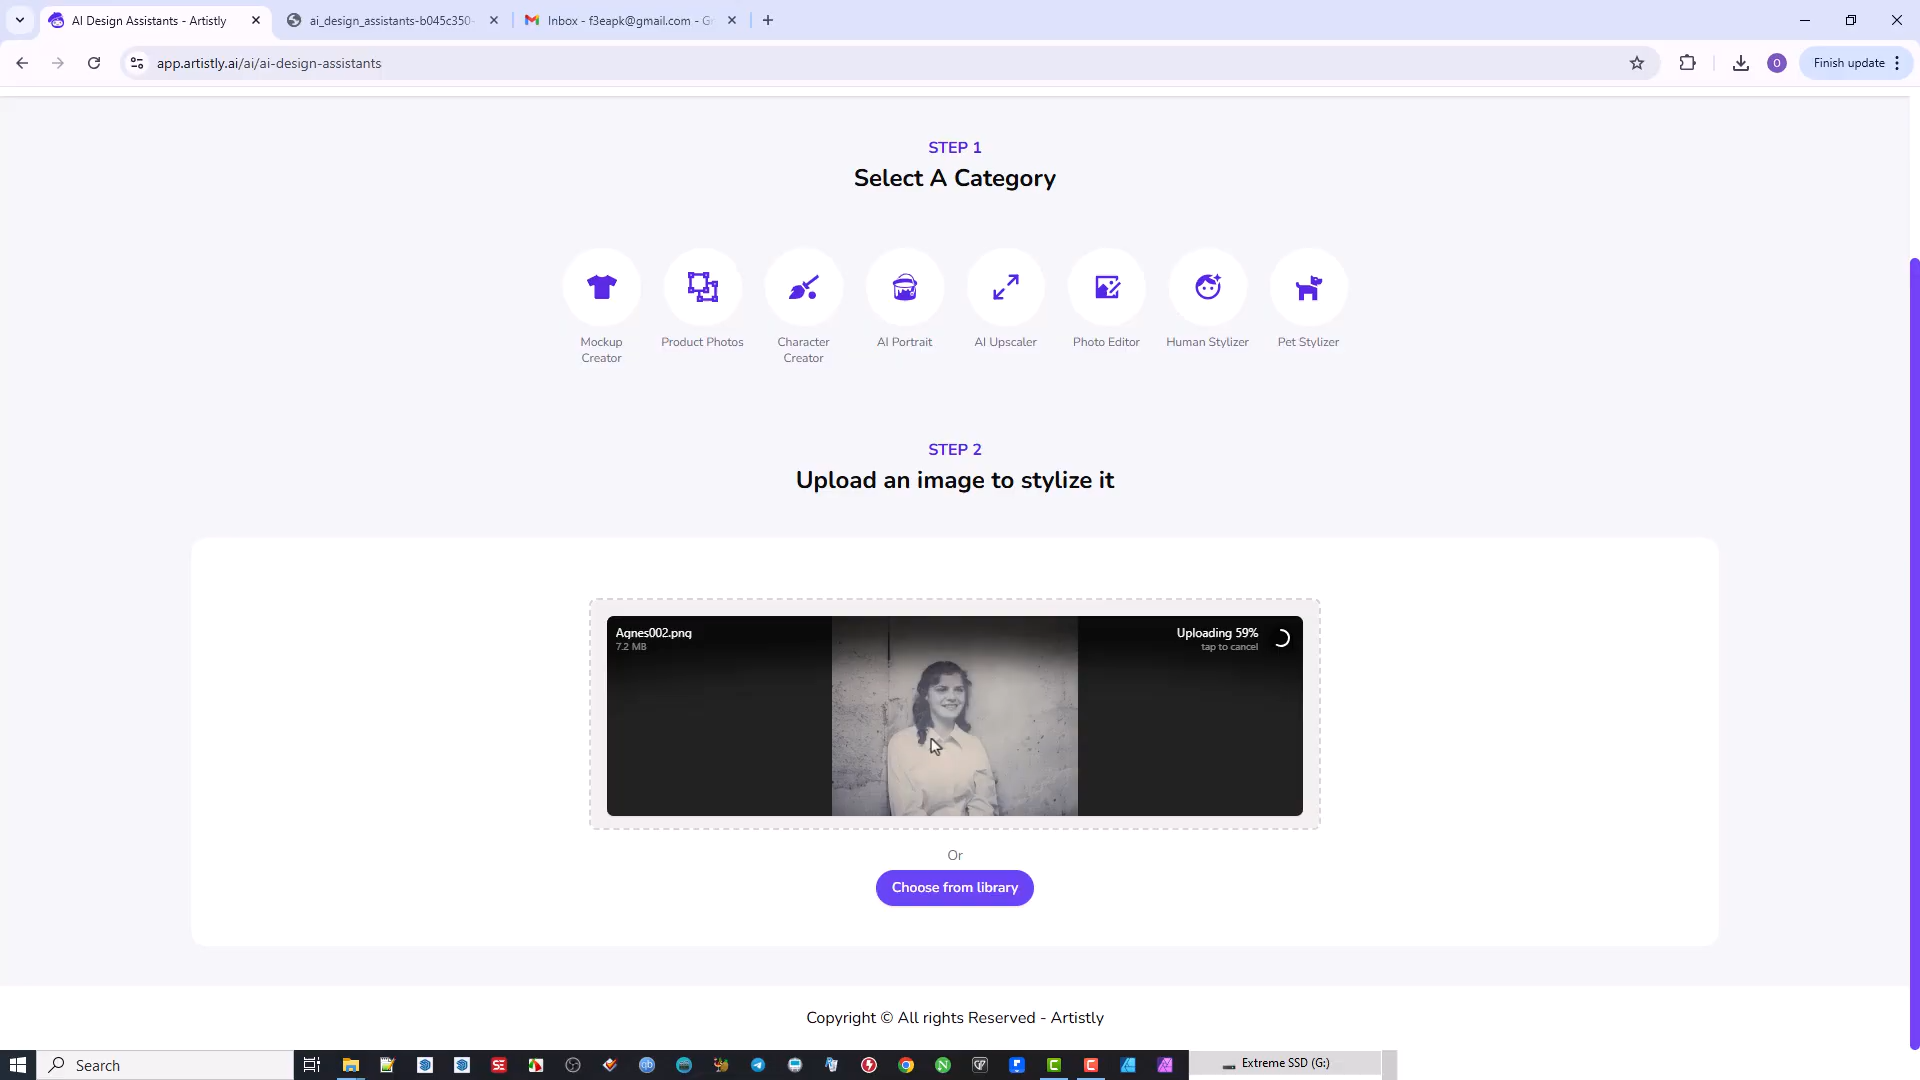 AI Design Assistants - Artistly
ai_design_assistants-b045c350-
Inbox - f3eapk@gmail.com - G
app.artistly.ai/ai/ai-design-assistants
O
Finish update
STEP 1
Select A Category
Mockup Creator
Product Photos
Character Creator
AI Portrait
AI Upscaler
Photo Editor
Human Stylizer
Pet Stylizer
STEP 2
Upload an image to stylize it
Agnes002.png
7.2 MB
Uploading 59%
tap to cancel
Or
Choose from library
Copyright © All rights Reserved - Artistly
Search
SE
qb
Extreme SSD (G:)